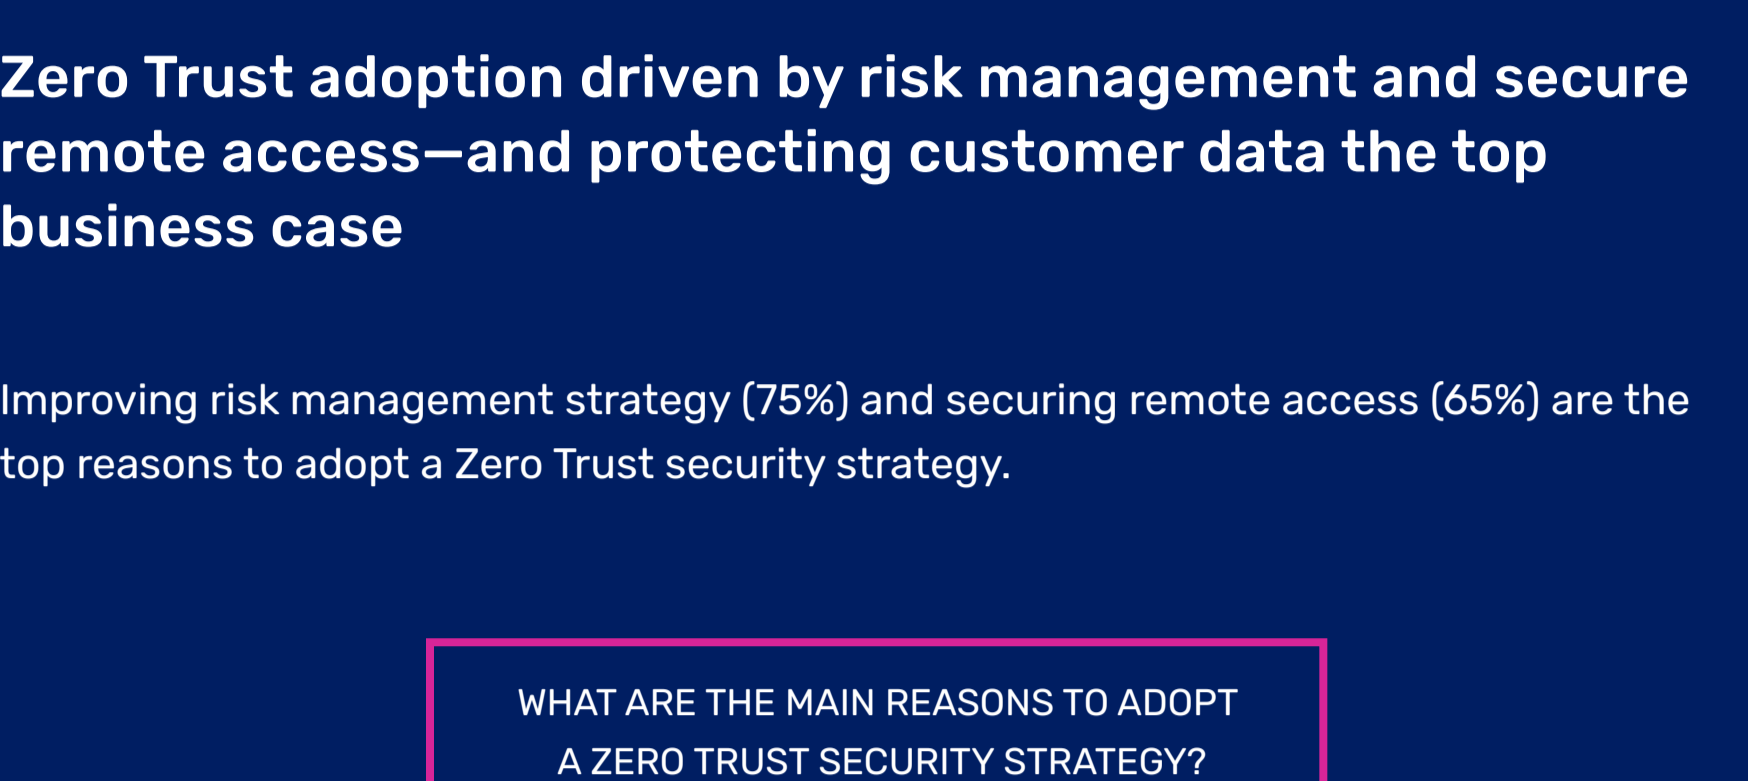 Zero Trust adoption driven by risk management and secure
remote access—and protecting customer data the top
business case
Improving risk management strategy (75%) and securing remote access (65%) are the
top reasons to adopt a Zero Trust security strategy.
WHAT ARE THE MAIN REASONS TO ADOPT
A ZERO TRUST SECURITY STRATEGY?